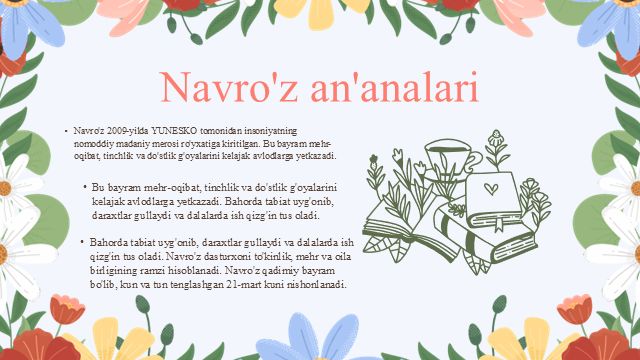 Navro'z an'analari
• Navro'z 2009-yilda YUNESKO tomonidan insoniyatning
nomoddiy madaniy merosi ro'yxatiga kiritilgan. Bu bayram mehr-
oqibat, tinchlik va do'stlik g'oyalarini kelajak avlodlarga yetkazadi.
• Bu bayram mehr-oqibat, tinchlik va do'stlik g'oyalarini
kelajak avlodlarga yetkazadi. Bahorda tabiat uyg'onib,
daraxtlar gullaydi va dalalarda ish qizg'in tus oladi.
• Bahorda tabiat uyg'onib, daraxtlar gullaydi va dalalarda ish
qizg'in tus oladi. Navro'z dasturxoni to'kinlik, mehr va oila
birligining ramzi hisoblanadi. Navro'z qadimiy bayram
bo'lib, kun va tun tenglashgan 21-mart kuni nishonlanadi.